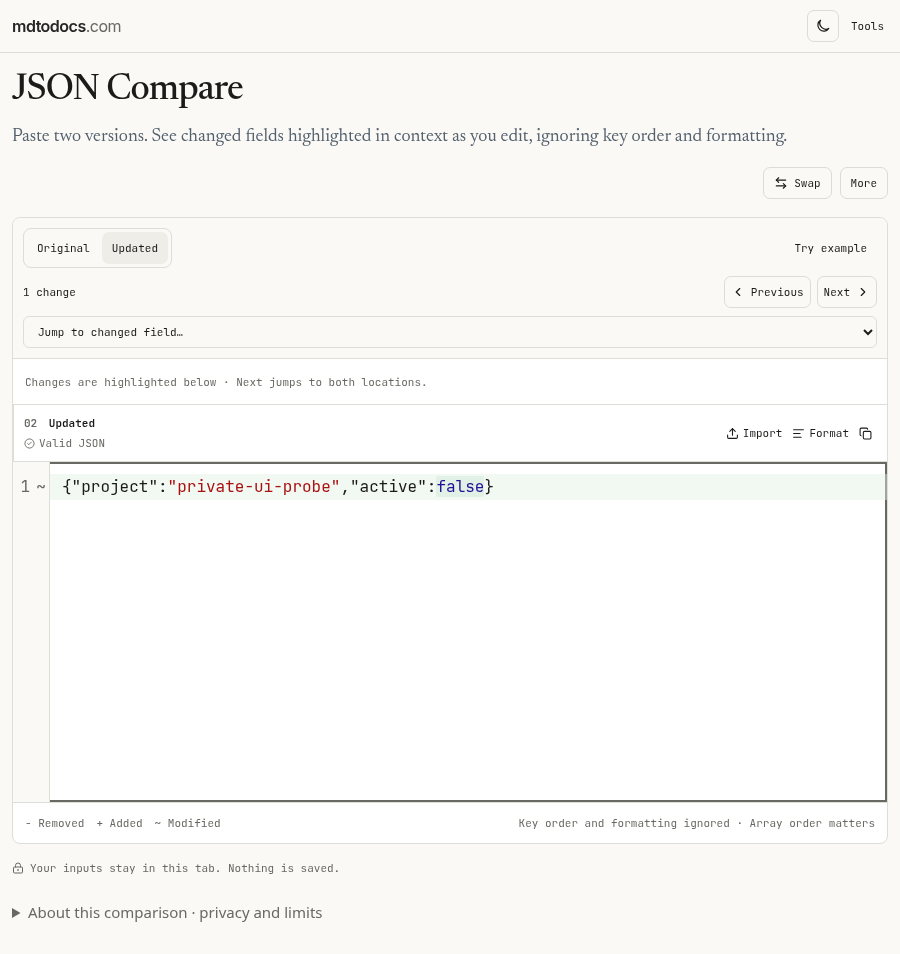 mdtodocs.com
Tools
JSON Compare
Paste two versions. See changed fields highlighted in context as you edit, ignoring key order and formatting.
Swap
More
Original
Updated
Try example
1 change
Previous
Next
Jump to changed field…
Changes are highlighted below · Next jumps to both locations.
02 Updated
Valid JSON
Import
Format
1 ~ {"project":"private-ui-probe","active":false}
- Removed + Added ~ Modified
Key order and formatting ignored · Array order matters
Your inputs stay in this tab. Nothing is saved.
About this comparison · privacy and limits